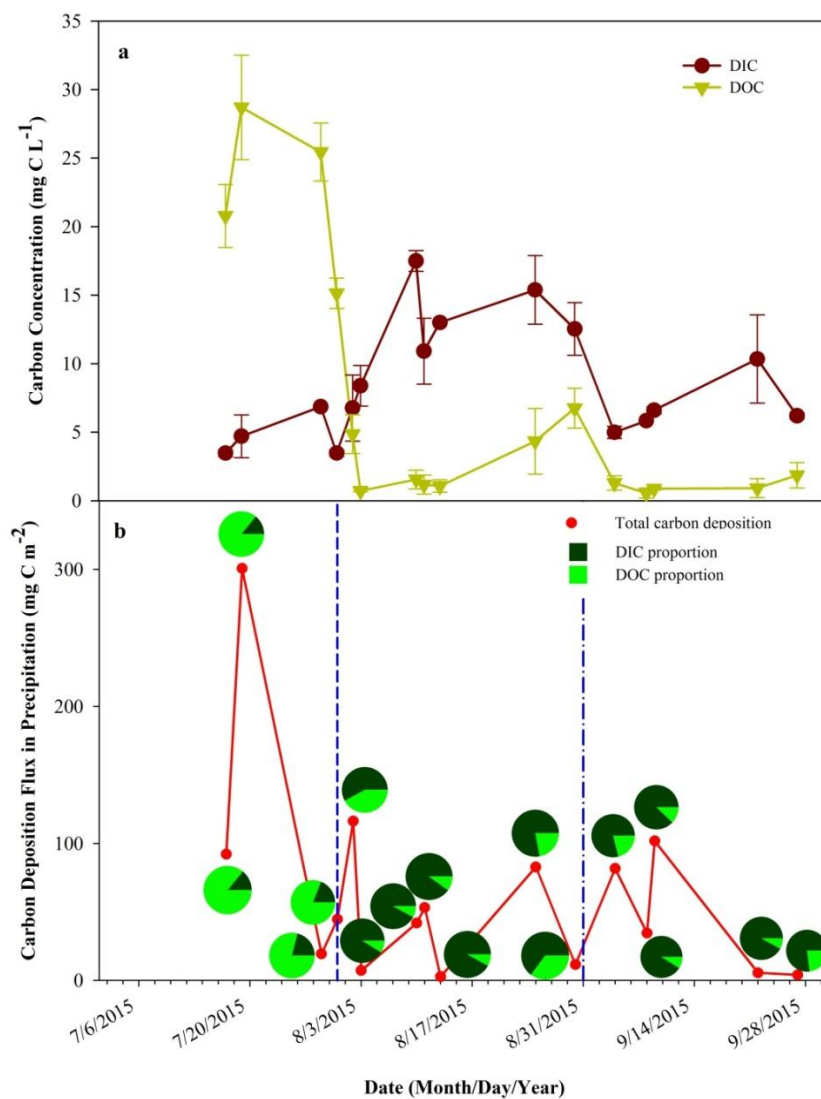 35
30
25
20
15
10
5
0
Carbon Concentration (mg C L-1)
a
DIC
DOC
300
200
100
0
Carbon Deposition Flux in Precipitation (mg C m-2)
b
Total carbon deposition
DIC proportion
DOC proportion
7/6/2015
7/20/2015
8/3/2015
8/17/2015
8/31/2015
9/14/2015
9/28/2015
Date (Month/Day/Year)